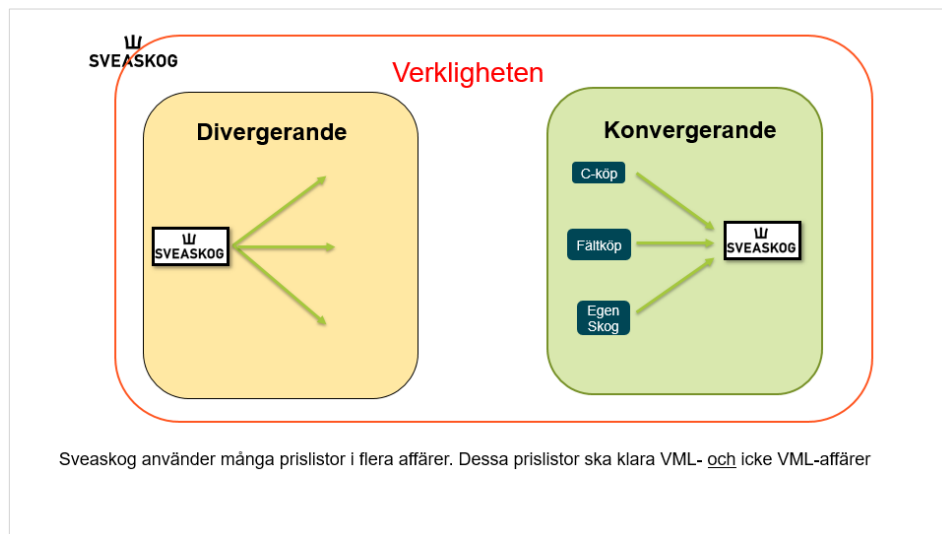 SVEASKOG
Verkligheten
Divergerande
SVEASKOG
Konvergerande
C-köp
Fältköp
Egen
Skog
SVEASKOG
Sveaskog använder många prislistor i flera affärer. Dessa prislistor ska klara VML- och icke VML-affärer